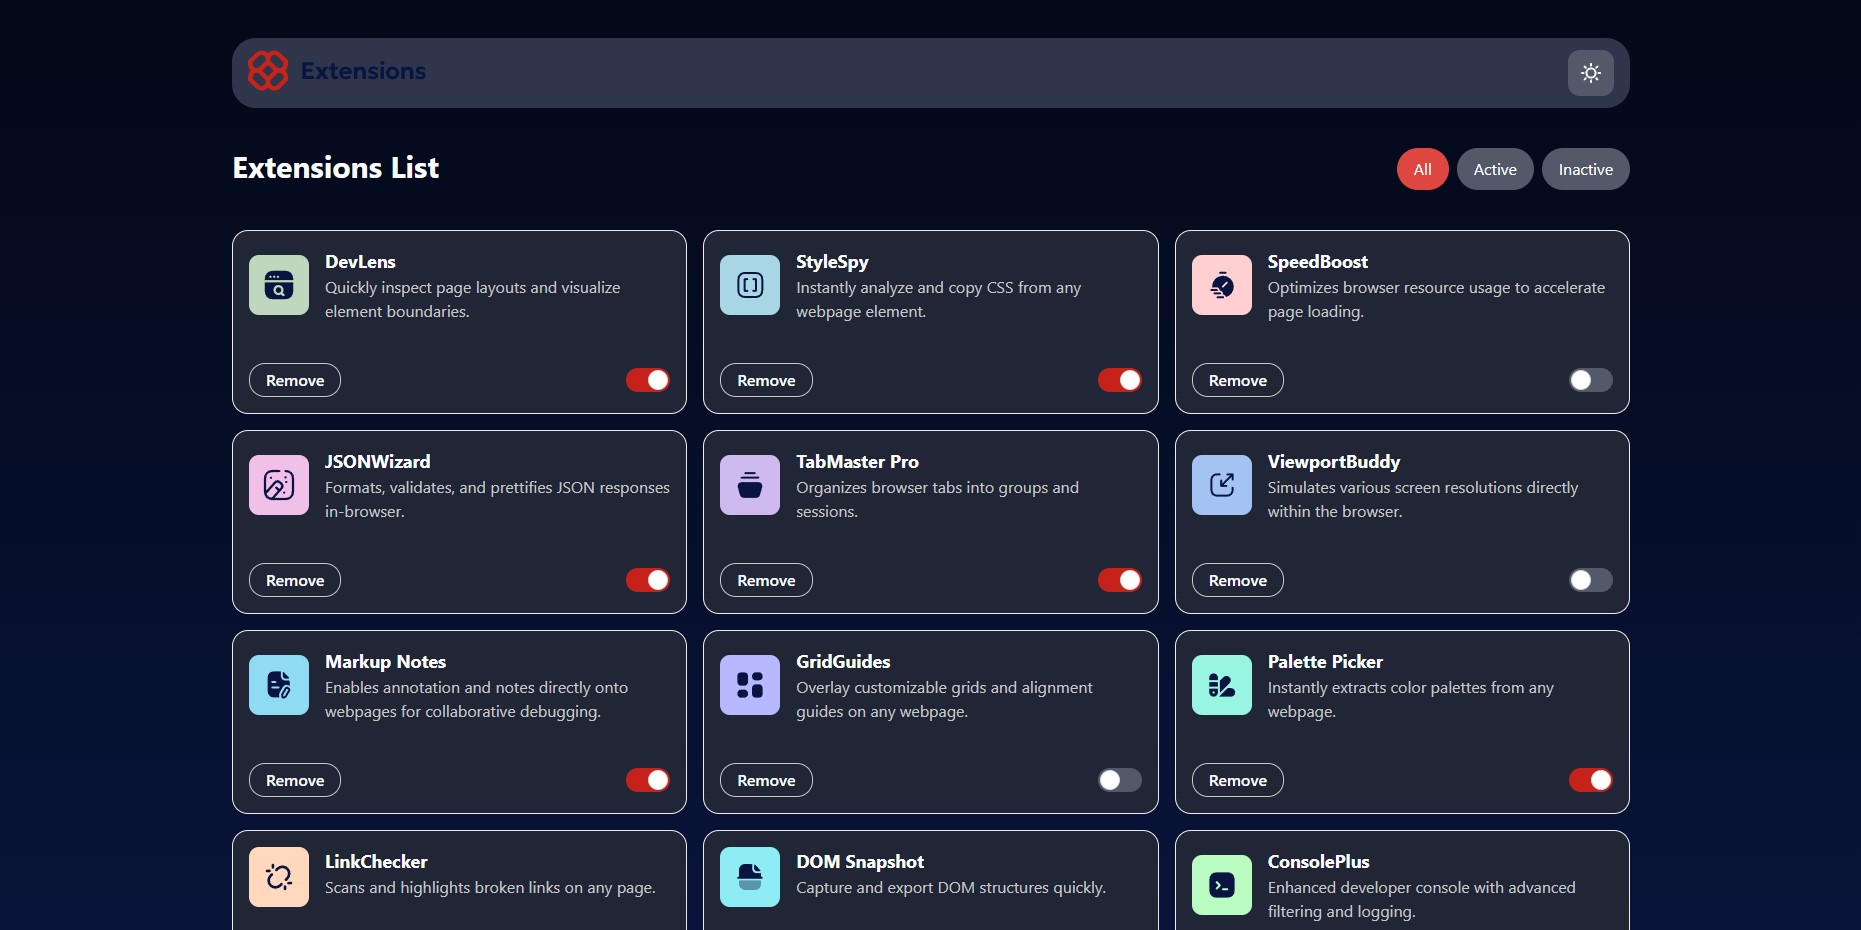 Extensions
Extensions List
All
Active
Inactive
DevLens
Quickly inspect page layouts and visualize
element boundaries.
Remove
StyleSpy
Instantly analyze and copy CSS from any
webpage element.
Remove
SpeedBoost
Optimizes browser resource usage to accelerate
page loading.
Remove
JSONWizard
Formats, validates, and prettifies JSON responses
in-browser.
Remove
TabMaster Pro
Organizes browser tabs into groups and
sessions.
Remove
ViewportBuddy
Simulates various screen resolutions directly
within the browser.
Remove
Markup Notes
Enables annotation and notes directly onto
webpages for collaborative debugging.
Remove
GridGuides
Overlay customizable grids and alignment
guides on any webpage.
Remove
Palette Picker
Instantly extracts color palettes from any
webpage.
Remove
LinkChecker
Scans and highlights broken links on any page.
DOM Snapshot
Capture and export DOM structures quickly.
ConsolePlus
Enhanced developer console with advanced
filtering and logging.